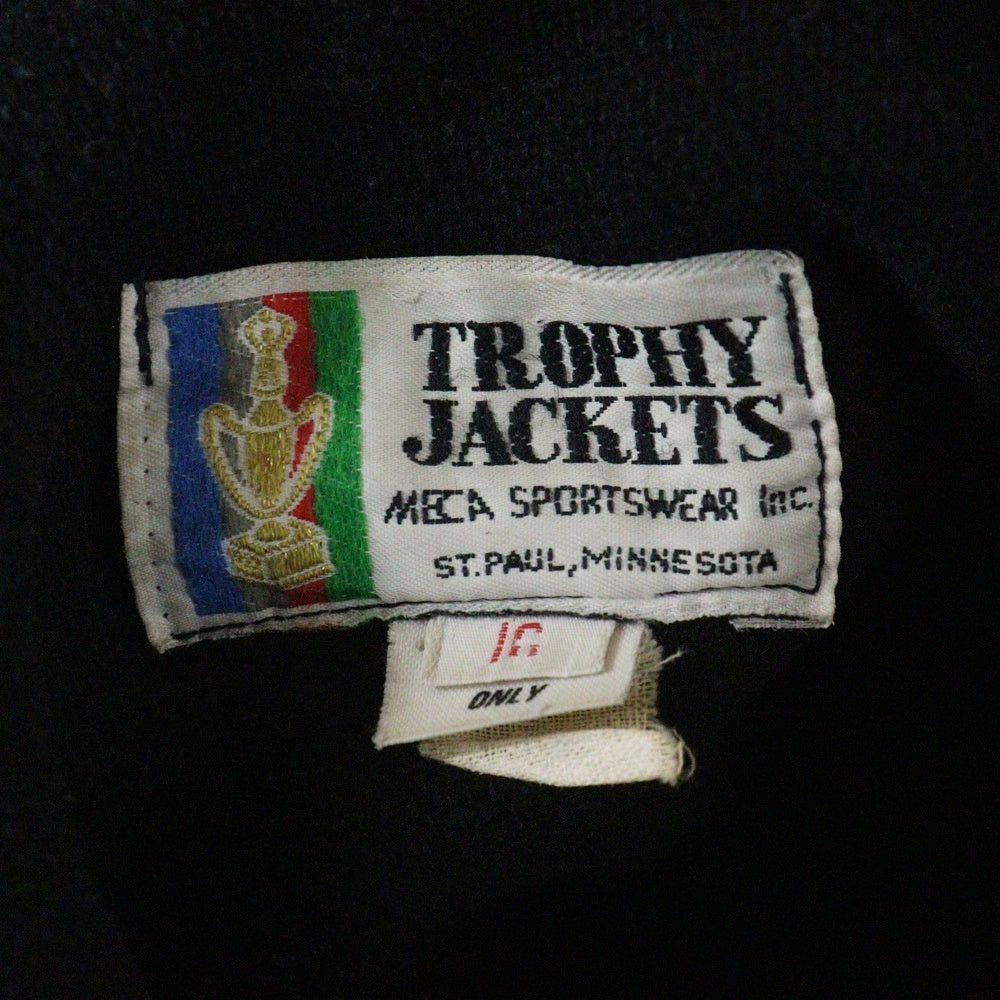 TROPHY
JACKETS
MECA SPORTSWEAR Inc.
ST.PAUL, MINNESOTA
ONLY